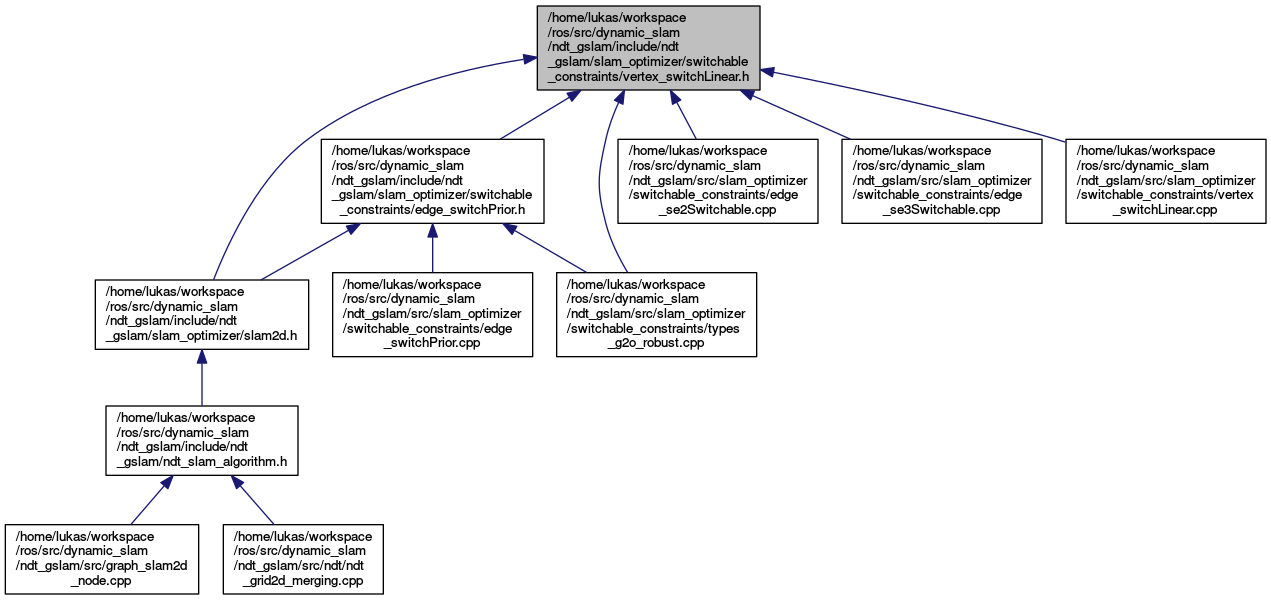 /home/lukas/workspace
/ros/src/dynamic_slam
/ndt_gslam/include/ndt
_gslam/slam_optimizer/switchable
_constraints/vertex_switchLinear.h
/home/lukas/workspace
/ros/src/dynamic_slam
/ndt_gslam/include/ndt
_gslam/slam_optimizer/switchable
_constraints/edge_switchPrior.h
/home/lukas/workspace
/ros/src/dynamic_slam
/ndt_gslam/src/slam_optimizer
/switchable_constraints/edge
_se2Switchable.cpp
/home/lukas/workspace
/ros/src/dynamic_slam
/ndt_gslam/src/slam_optimizer
/switchable_constraints/edge
_se3Switchable.cpp
/home/lukas/workspace
/ros/src/dynamic_slam
/ndt_gslam/src/slam_optimizer
/switchable_constraints/vertex
_switchLinear.cpp
/home/lukas/workspace
/ros/src/dynamic_slam
/ndt_gslam/include/ndt
_gslam/slam_optimizer/slam2d.h
/home/lukas/workspace
/ros/src/dynamic_slam
/ndt_gslam/src/slam_optimizer
/switchable_constraints/edge
_switchPrior.cpp
/home/lukas/workspace
/ros/src/dynamic_slam
/ndt_gslam/src/slam_optimizer
/switchable_constraints/types
_g2o_robust.cpp
/home/lukas/workspace
/ros/src/dynamic_slam
/ndt_gslam/include/ndt
_gslam/ndt_slam_algorithm.h
/home/lukas/workspace
/ros/src/dynamic_slam
/ndt_gslam/src/graph_slam2d
_node.cpp
/home/lukas/workspace
/ros/src/dynamic_slam
/ndt_gslam/src/ndt/ndt
_grid2d_merging.cpp